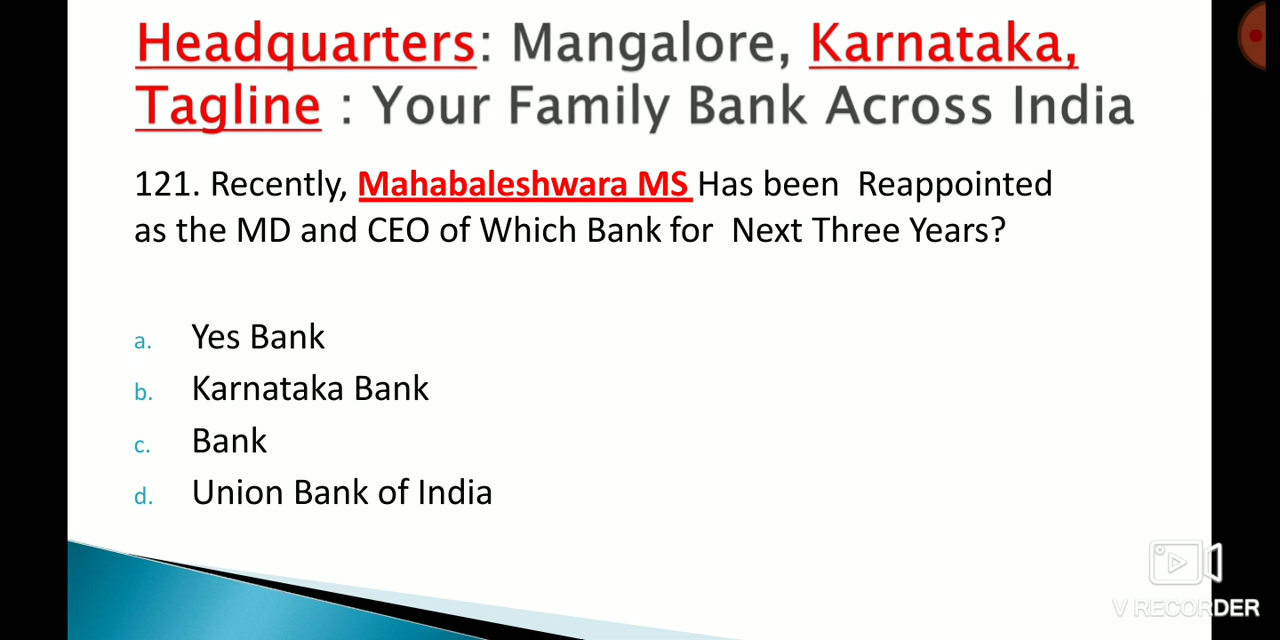 Headquarters: Mangalore, Karnataka,
Tagline : Your Family Bank Across India
121. Recently, Mahabaleshwara MS Has been Reappointed
as the MD and CEO of Which Bank for Next Three Years?
a. Yes Bank
b. Karnataka Bank
c. Bank
d. Union Bank of India
V RECORDER